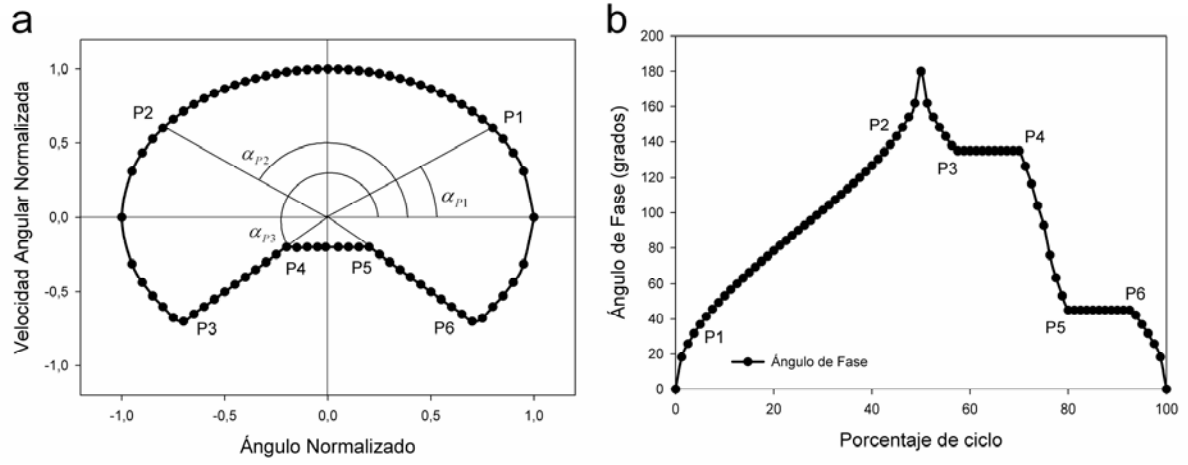 a
Velocidad Angular Normalizada
1,0
0,5
0,0
-0,5
-1,0
P2
P1
αP2
αP1
αP3
P4
P5
P3
P6
-1,0 -0,5 0,0 0,5 1,0
Ángulo Normalizado
b
Ángulo de Fase (grados)
200
180
160
140
120
100
80
60
40
20
0
P2
P4
P3
P1
P5
P6
Ángulo de Fase
0 20 40 60 80 100
Porcentaje de ciclo